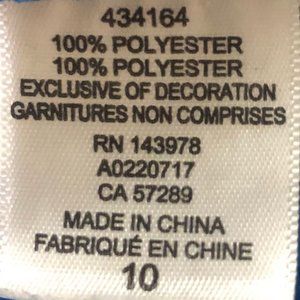 434164
100% POLYESTER
100% POLYESTER
EXCLUSIVE OF DECORATION
GARNITURES NON COMPRISES
RN 143978
A0220717
CA 57289
MADE IN CHINA
FABRIQUÉ EN CHINE
10